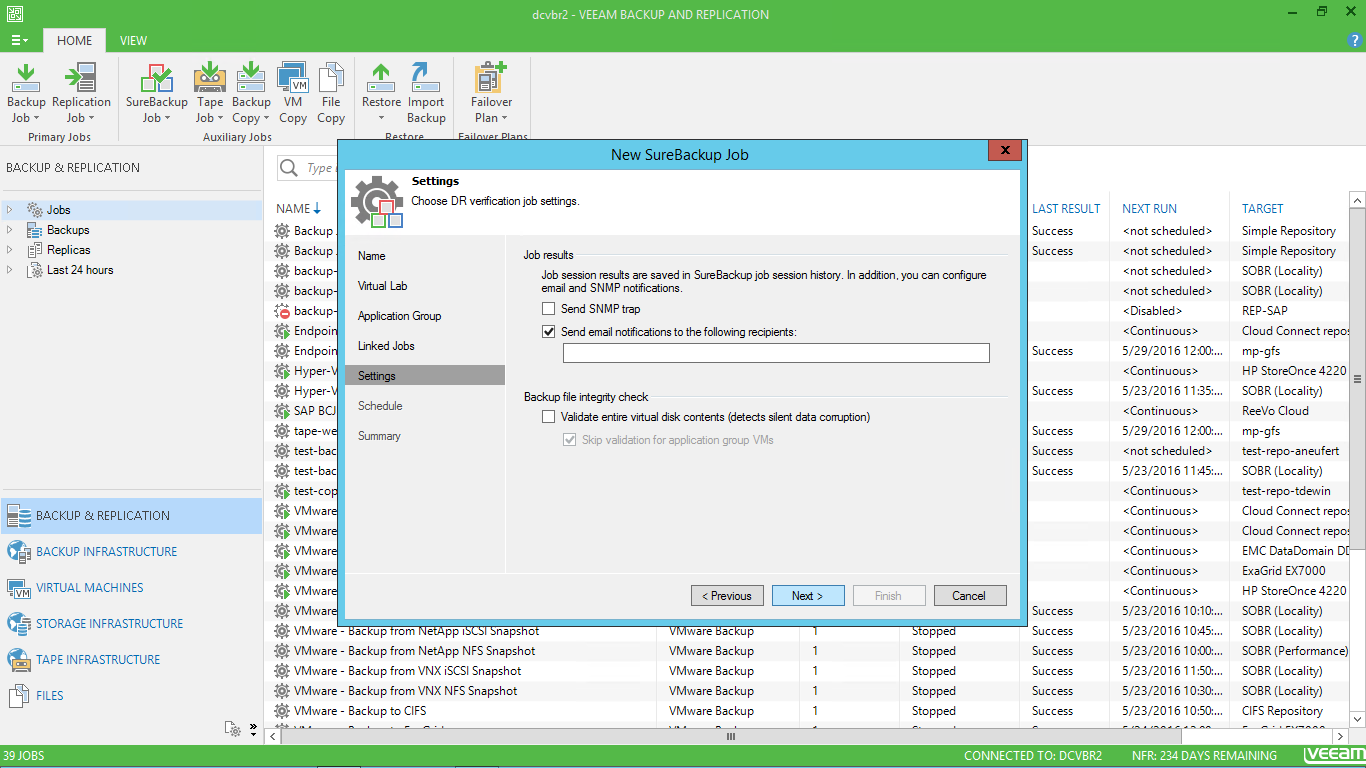 dcvbr2 - VEEAM BACKUP AND REPLICATION
HOME VIEW
Backup Job Replication Job SureBackup Job Tape Job Backup Copy VM Copy File Copy Restore Import Backup Failover Plan
Primary Jobs Auxiliary Jobs Restore Failover Plans
BACKUP & REPLICATION
Jobs
Backups
Replicas
Last 24 hours
BACKUP & REPLICATION
BACKUP INFRASTRUCTURE
VIRTUAL MACHINES
STORAGE INFRASTRUCTURE
TAPE INFRASTRUCTURE
FILES
Type
NAME LAST RESULT NEXT RUN TARGET
Backup Success <not scheduled> Simple Repository
Backup Success <not scheduled> Simple Repository
backup- <not scheduled> SOBR (Locality)
backup- <not scheduled> SOBR (Locality)
backup- <Disabled> REP-SAP
Endpoin <Continuous> Cloud Connect repos
Endpoin Success 5/29/2016 12:00:... mp-gfs
Hyper-V <Continuous> HP StoreOnce 4220
Hyper-V Success 5/23/2016 11:35:... SOBR (Locality)
SAP BCJ <Continuous> ReeVo Cloud
tape-we Success 5/29/2016 12:00:... mp-gfs
test-bac Success <not scheduled> test-repo-aneufert
test-bac Success 5/23/2016 11:45:... SOBR (Locality)
test-cop <Continuous> test-repo-tdewin
VMware <Continuous> Cloud Connect repos
VMware <Continuous> Cloud Connect repos
VMware <Continuous> EMC DataDomain DD
VMware <Continuous> ExaGrid EX7000
VMware <Continuous> HP StoreOnce 4220
VMware Success 5/23/2016 10:10:... SOBR (Locality)
VMware - Backup from NetApp iSCSI Snapshot VMware Backup 1 Stopped Success 5/23/2016 10:45:... SOBR (Locality)
VMware - Backup from NetApp NFS Snapshot VMware Backup 1 Stopped Success 5/23/2016 10:00:... SOBR (Performance)
VMware - Backup from VNX iSCSI Snapshot VMware Backup 1 Stopped Success 5/23/2016 11:50:... SOBR (Locality)
VMware - Backup from VNX NFS Snapshot VMware Backup 1 Stopped Success 5/23/2016 10:30:... SOBR (Locality)
VMware - Backup to CIFS VMware Backup 1 Stopped Success 5/23/2016 10:50:... CIFS Repository
New SureBackup Job
X
Settings
Choose DR verification job settings.
Name
Virtual Lab
Application Group
Linked Jobs
Settings
Schedule
Summary
Job results
Job session results are saved in SureBackup job session history. In addition, you can configure
email and SNMP notifications.
Send SNMP trap
Send email notifications to the following recipients:
Backup file integrity check
Validate entire virtual disk contents (detects silent data corruption)
Skip validation for application group VMs
< Previous Next > Finish Cancel
39 JOBS CONNECTED TO: DCVBR2 NFR: 234 DAYS REMAINING veeam